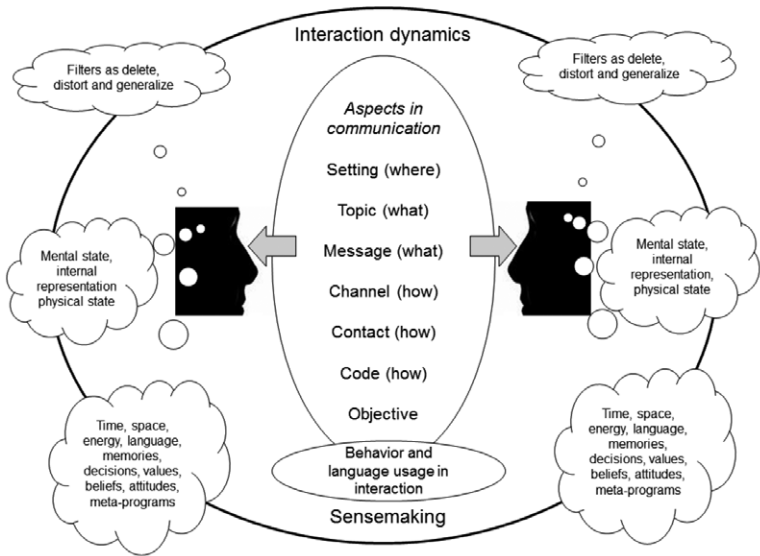 Interaction dynamics
Filters as delete,
distort and generalize
Filters as delete,
distort and generalize
Aspects in
communication
Setting (where)
Topic (what)
Message (what)
Channel (how)
Contact (how)
Code (how)
Objective
Mental state,
internal
representation
physical state
Mental state,
internal
representation,
physical state
Time, space,
energy, language,
memories,
decisions, values,
beliefs, attitudes,
meta-programs
Time, space,
energy, language,
memories,
decisions, values,
beliefs, attitudes,
meta-programs
Behavior and
language usage in
interaction
Sensemaking